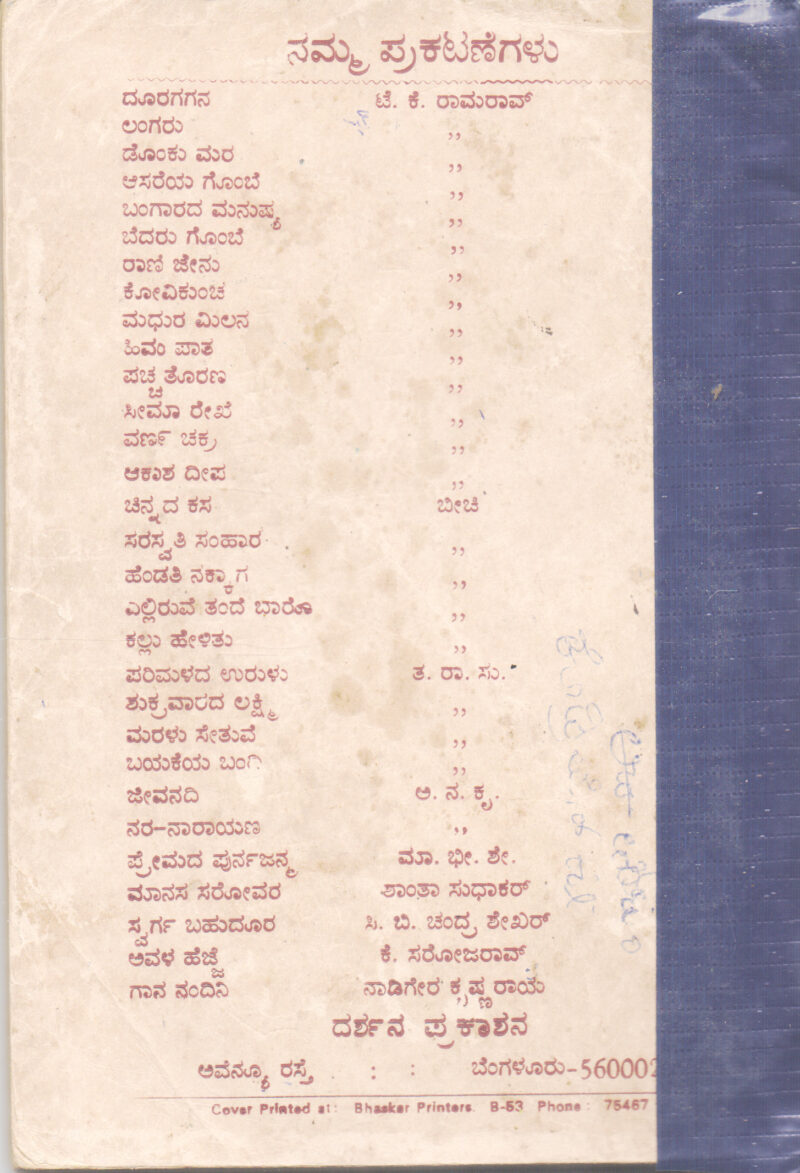 ನಮ್ಮ ಪ್ರಕಟಣೆಗಳು
ದೂರಗಗನ ಟಿ. ಕೆ. ರಾಮರಾವ್
ಲಂಗರು ,,
ಡೊಂಕು ಮರ ,,
ಆಸರೆಯ ಗೊಂಬೆ ,,
ಬಂಗಾರದ ಮನುಷ್ಯ ,,
ಬೆದರು ಗೊಂಬೆ ,,
ರಾಣಿ ಜೇನು ,,
ಕೋವಿಕುಂಚ ,,
ಮಧುರ ಮಿಲನ ,,
ಹಿಮ ಪಾತ ,,
ಪಚ್ಚ ತೊರಣ ,,
ಸೀಮಾ ರೇಖೆ ,,
ವರ್ಣ ಚಕ್ರ ,,
ಆಕಾಶ ದೀಪ ,,
ಚಿನ್ನದ ಕಸ ಬೀಚಿ
ಸರಸ್ವತಿ ಸಂಹಾರ ,,
ಹೆಂಡತಿ ನಕ್ಕಾಗ ,,
ಎಲ್ಲಿರುವೆ ತಂದೆ ಬಾರೊ ,,
ಕಲ್ಲು ಹೇಳಿತು ,,
ಪರಿಮಳದ ಉರುಳು ತ. ರಾ. ಸು.
ಶುಕ್ರವಾರದ ಲಕ್ಷ್ಮಿ ,,
ಮರಳು ಸೇತುವೆ ,,
ಬಯಕೆಯ ಬಂಗಿ ,,
ಜೀವನದಿ ಅ. ನ. ಕೃ.
ನರ-ನಾರಾಯಣ ,,
ಪ್ರೇಮದ ಪುರ್ನಜನ್ಮ ಮಾ. ಭೀ. ಶೇ.
ಮಾನಸ ಸರೋವರ ಶಾಂತಾ ಸುಧಾಕರ್
ಸ್ವರ್ಗ ಬಹುದೂರ ಸಿ. ಬಿ. ಚಂದ್ರ ಶೇಖರ್
ಅವಳ ಹೆಜ್ಜೆ ಕೆ. ಸರೋಜರಾವ್
ಗಾನ ನಂದಿನಿ ನಾಡಿಗೇರ ಕೃಷ್ಣ ರಾಯ
ದರ್ಶನ ಪ್ರಕಾಶನ
ಅವೆನ್ಯೂ ರಸ್ತೆ : : ಬೆಂಗಳೂರು-560002
Cover Printed at: Bhaskar Printers. B-53 Phone : 75467